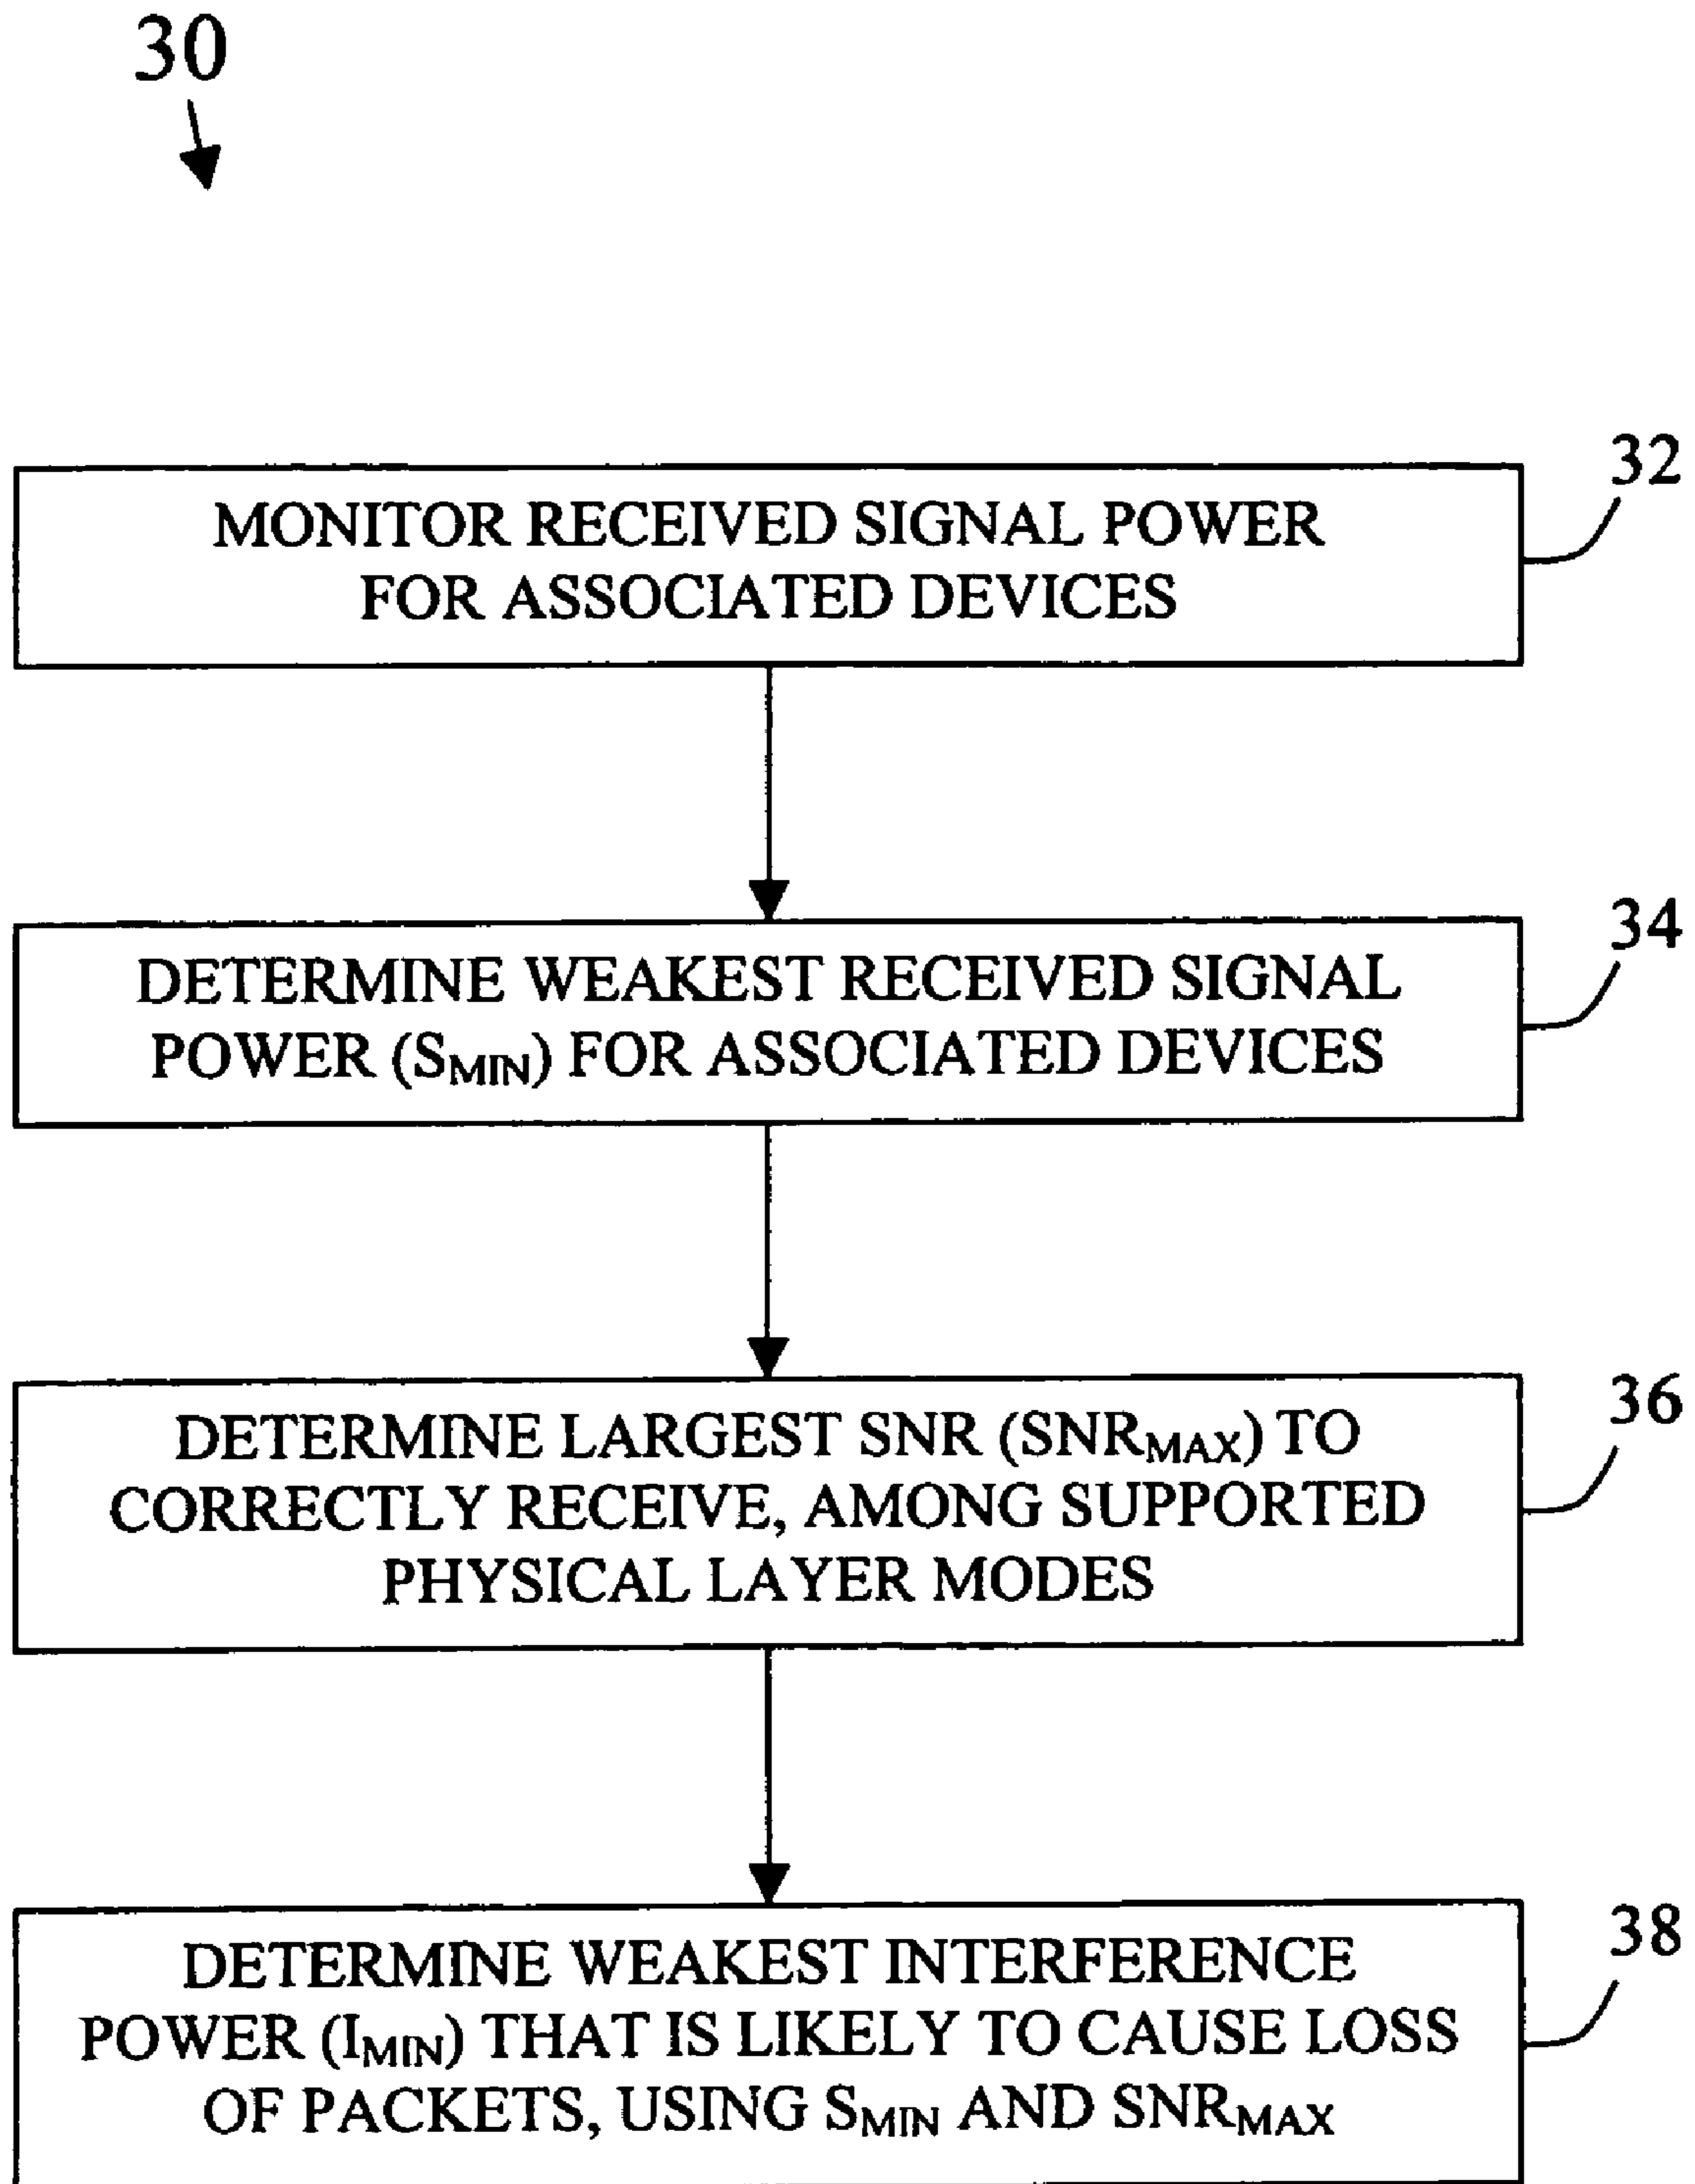 30
32
MONITOR RECEIVED SIGNAL POWER
FOR ASSOCIATED DEVICES
34
DETERMINE WEAKEST RECEIVED SIGNAL
POWER (SMIN) FOR ASSOCIATED DEVICES
36
DETERMINE LARGEST SNR (SNRMAX) TO
CORRECTLY RECEIVE, AMONG SUPPORTED
PHYSICAL LAYER MODES
38
DETERMINE WEAKEST INTERFERENCE
POWER (IMIN) THAT IS LIKELY TO CAUSE LOSS
OF PACKETS, USING SMIN AND SNRMAX